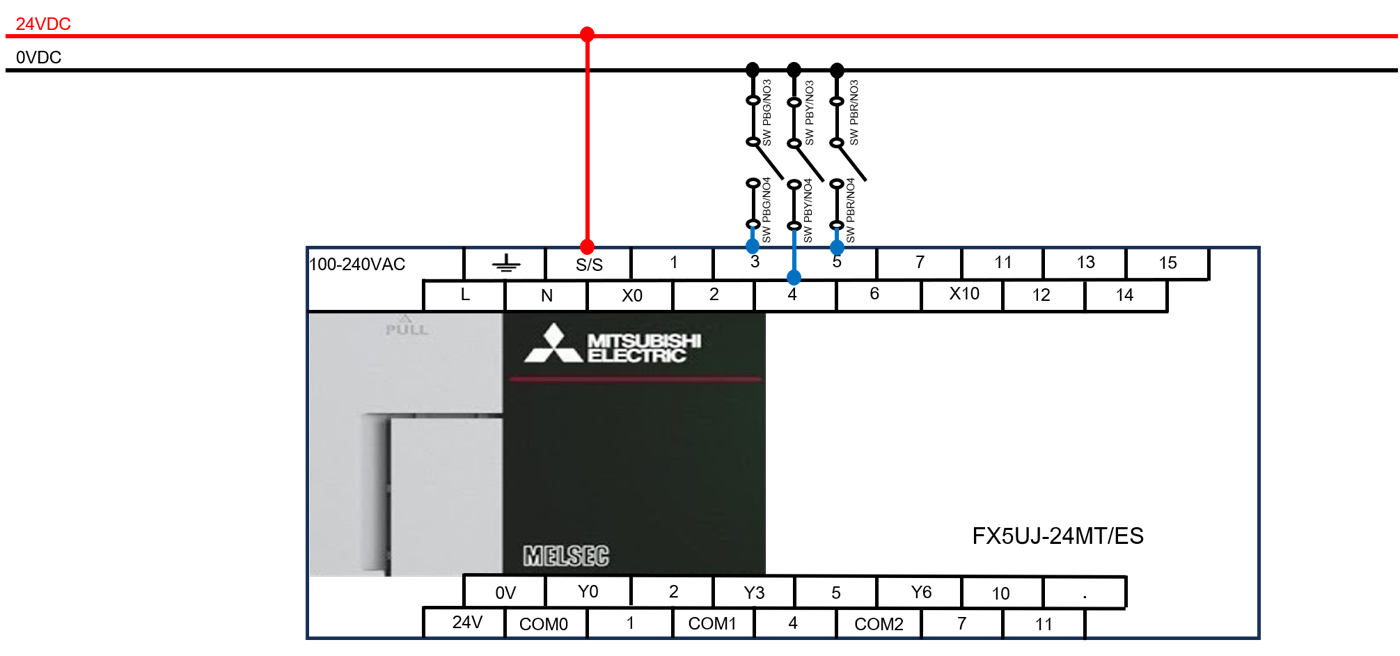 24VDC
0VDC
SW PBG/NO3
SW PBY/NO3
SW PBR/NO3
SW PBG/NO4
SW PBY/NO4
SW PBR/NO4
100-240VAC S/S 1 3 5 7 11 13 15
L N X0 2 4 6 X10 12 14
PULL
MITSUBISHI
ELECTRIC
FX5UJ-24MT/ES
MELSEC
0V Y0 2 Y3 5 Y6 10 .
24V COM0 1 COM1 4 COM2 7 11